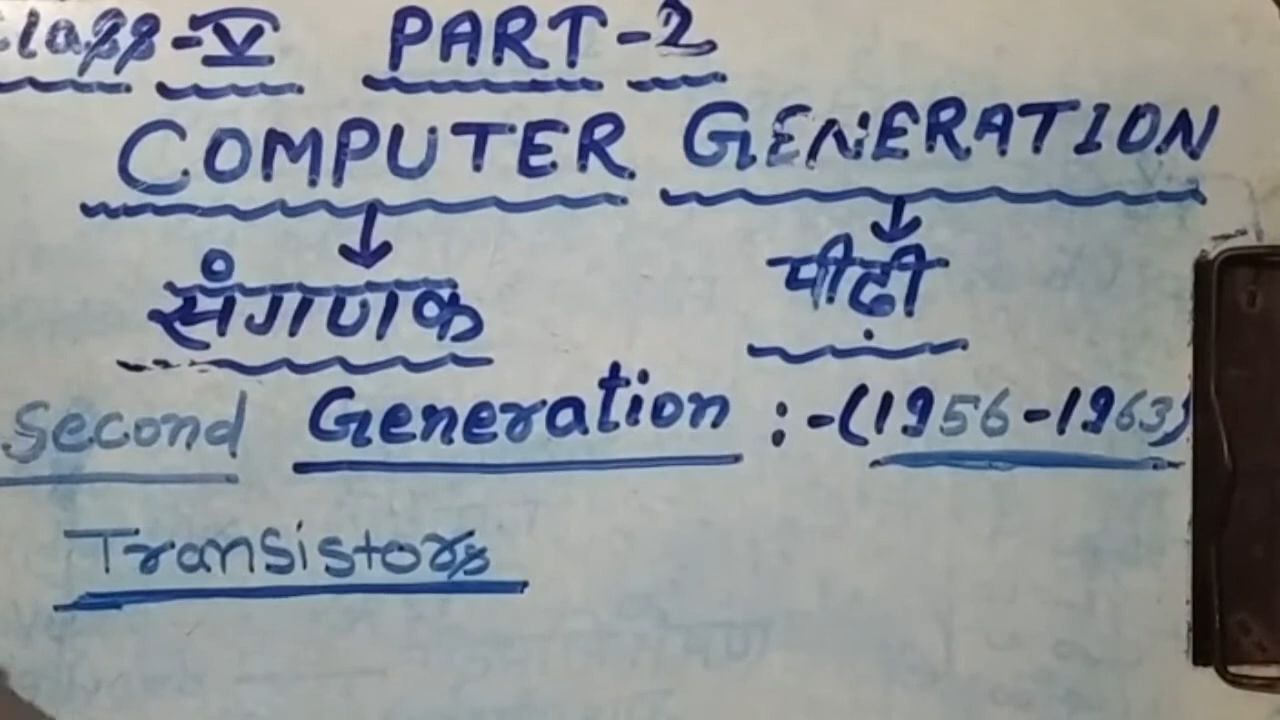 Class-V PART-2
COMPUTER GENERATION
संगणक पीढ़ी
Second Generation :-(1956-1963)
Transistors